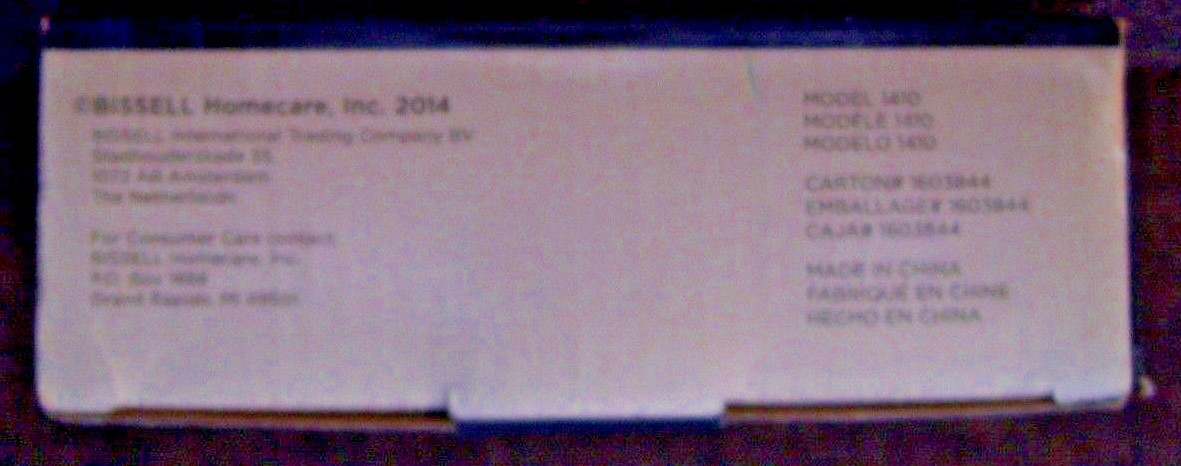 ©BISSELL Homecare, Inc. 2014
BISSELL International Trading Company BV
Stadhouderskade 55
1072 AB Amsterdam
The Netherlands
For Consumer Care contact:
BISSELL Homecare, Inc.
P.O. Box
Grand Rapids, MI
MODEL 1410
MODÈLE 1410
MODELO 1410
CARTON# 1603844
EMBALLAGE# 1603844
CAJA# 1603844
MADE IN CHINA
FABRIQUÉ EN CHINE
HECHO EN CHINA